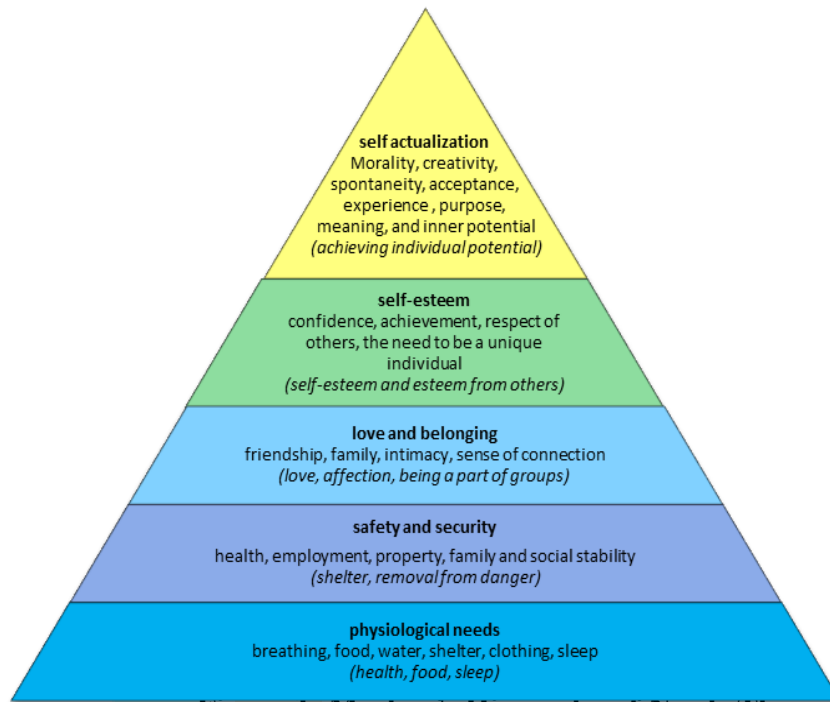 self actualization
Morality, creativity,
spontaneity, acceptance,
experience , purpose,
meaning, and inner potential
(achieving individual potential)
self-esteem
confidence, achievement, respect of
others, the need to be a unique
individual
(self-esteem and esteem from others)
love and belonging
friendship, family, intimacy, sense of connection
(love, affection, being a part of groups)
safety and security
health, employment, property, family and social stability
(shelter, removal from danger)
physiological needs
breathing, food, water, shelter, clothing, sleep
(health, food, sleep)